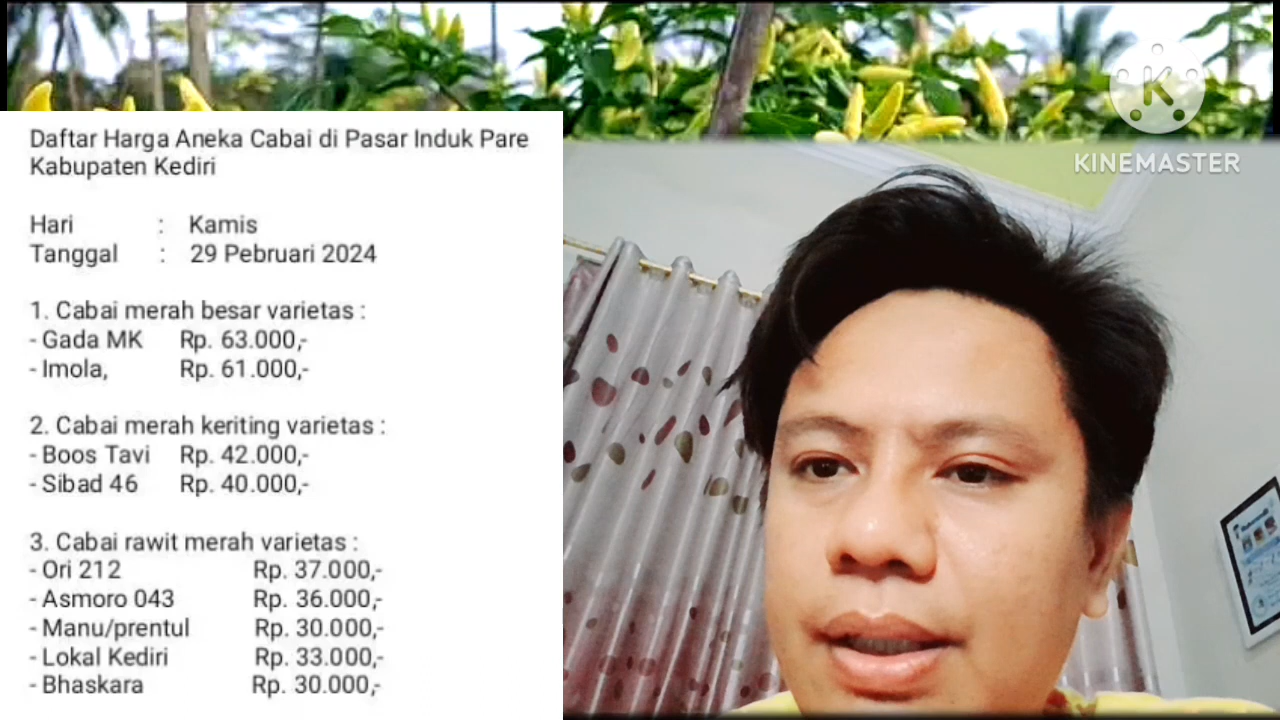 Daftar Harga Aneka Cabai di Pasar Induk Pare
Kabupaten Kediri
Hari : Kamis
Tanggal : 29 Pebruari 2024
1. Cabai merah besar varietas :
- Gada MK Rp. 63.000,-
- Imola, Rp. 61.000,-
2. Cabai merah keriting varietas :
- Boos Tavi Rp. 42.000,-
- Sibad 46 Rp. 40.000,-
3. Cabai rawit merah varietas :
- Ori 212 Rp. 37.000,-
- Asmoro 043 Rp. 36.000,-
- Manu/prentul Rp. 30.000,-
- Lokal Kediri Rp. 33.000,-
- Bhaskara Rp. 30.000,-
K
KINEMASTER